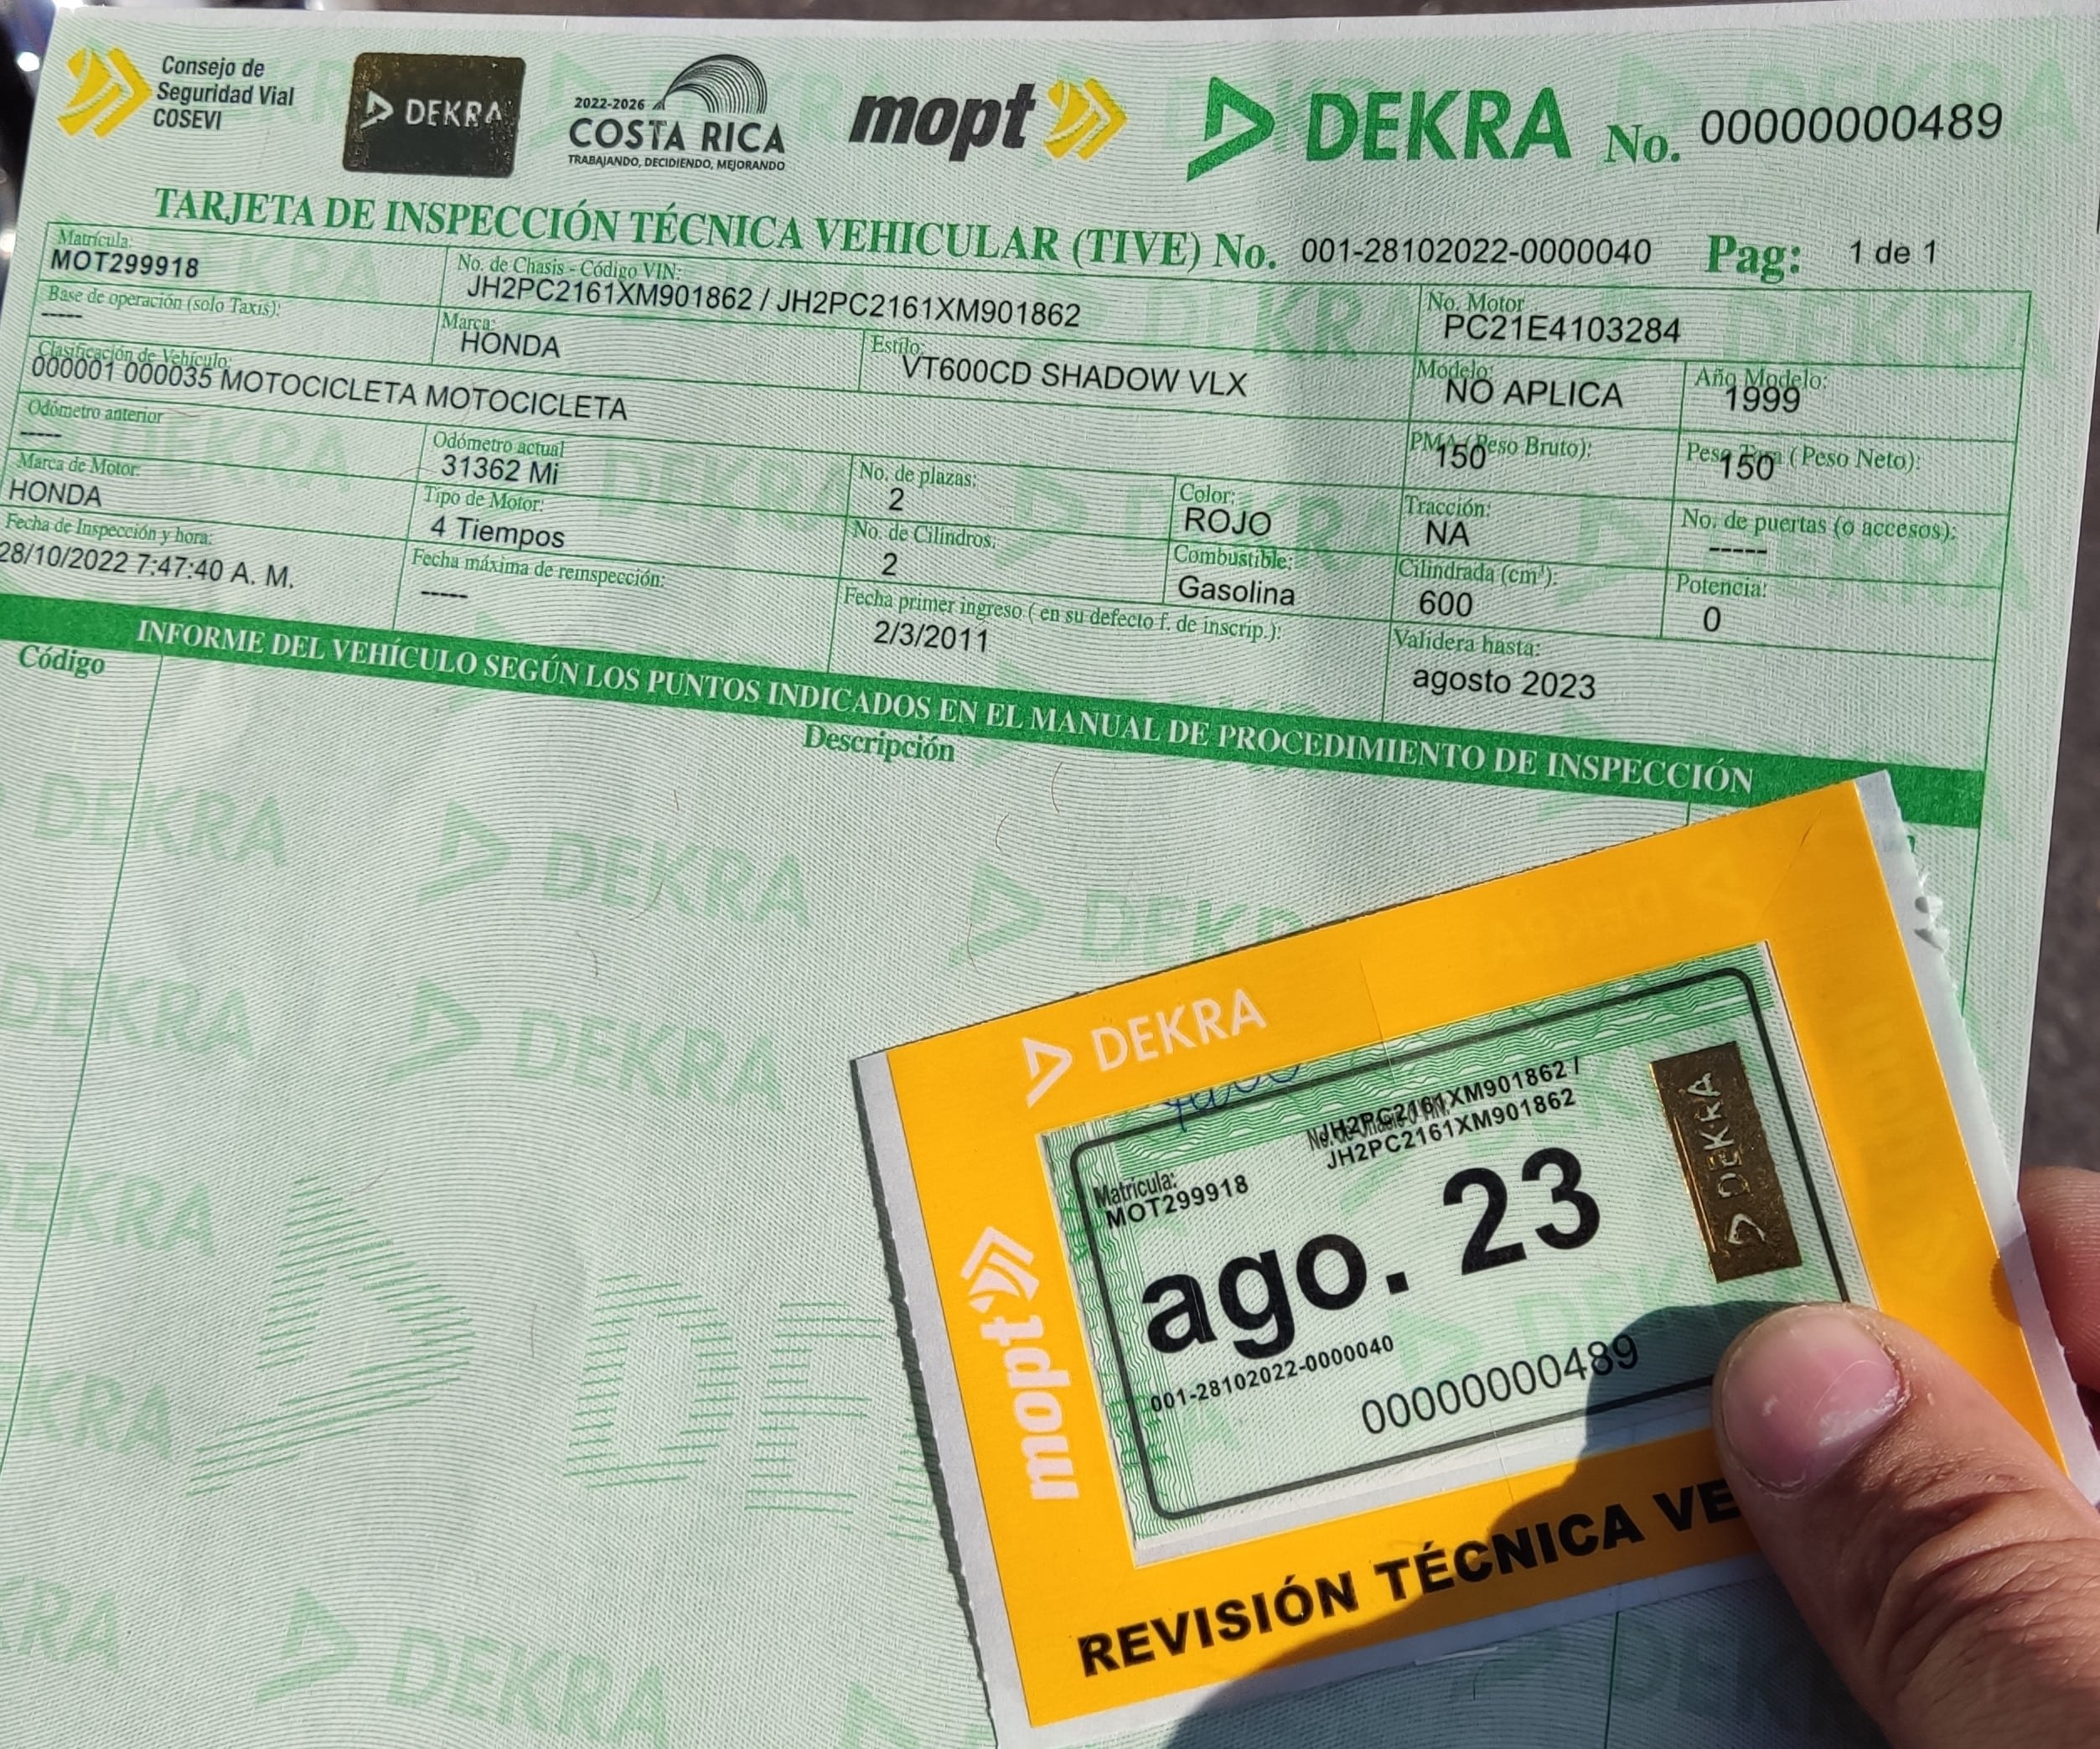 Consejo de
Seguridad Vial
COSEVI
DEKRA
2022-2026
COSTA RICA
TRABAJANDO, DECIDIENDO, MEJORANDO
mopt
DEKRA No. 00000000489
TARJETA DE INSPECCIÓN TÉCNICA VEHICULAR (TIVE) No. 001-28102022-0000040 Pag: 1 de 1
Matrícula:
MOT299918
No. de Chasis - Código VIN:
JH2PC2161XM901862 / JH2PC2161XM901862
No. Motor
PC21E4103284
Base de operación (solo Taxis):
-----
Marca:
HONDA
Estilo:
VT600CD SHADOW VLX
Modelo:
NO APLICA
Año Modelo:
1999
Clasificación de Vehículo:
000001 000035 MOTOCICLETA MOTOCICLETA
PMA (Peso Bruto):
150
Peso Tara (Peso Neto):
150
Odómetro anterior
-----
Odómetro actual
31362 Mi
No. de plazas:
2
Color:
ROJO
Tracción:
NA
No. de puertas (o accesos):
-----
Marca de Motor:
HONDA
Tipo de Motor:
4 Tiempos
No. de Cilindros:
2
Combustible:
Gasolina
Cilindrada (cm³):
600
Potencia:
0
Fecha de Inspección y hora:
28/10/2022 7:47:40 A. M.
Fecha máxima de reinspección:
-----
Fecha primer ingreso ( en su defecto f. de inscrip.):
2/3/2011
Validera hasta:
agosto 2023
INFORME DEL VEHÍCULO SEGÚN LOS PUNTOS INDICADOS EN EL MANUAL DE PROCEDIMIENTO DE INSPECCIÓN
Código
Descripción
DEKRA
mopt
Matrícula:
MOT299918
JH2PC2161XM901862 /
JH2PC2161XM901862
ago. 23
DEKRA
001-28102022-0000040
00000000489
REVISIÓN TÉCNICA VE